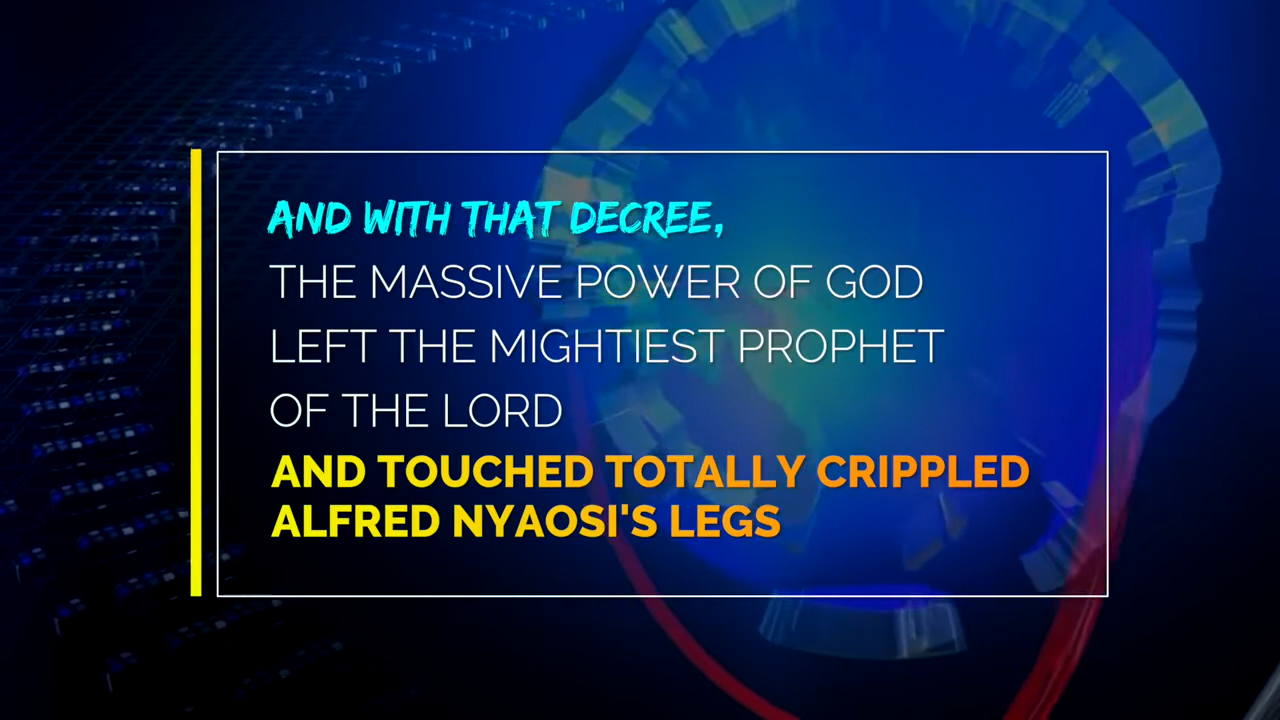 AND WITH THAT DECREE,
THE MASSIVE POWER OF GOD
LEFT THE MIGHTIEST PROPHET
OF THE LORD
AND TOUCHED TOTALLY CRIPPLED
ALFRED NYAOSI'S LEGS